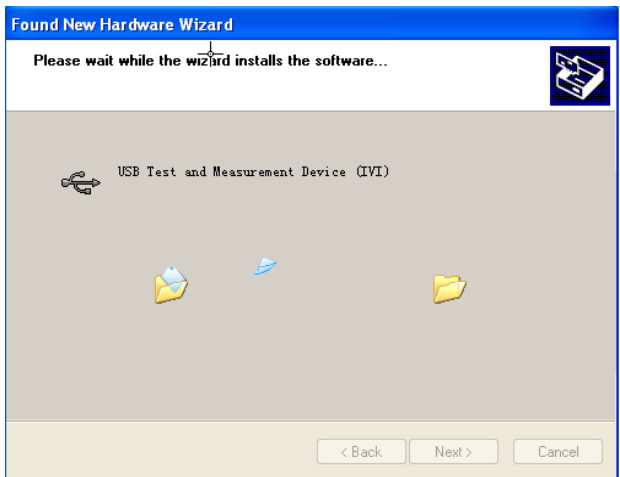 Found New Hardware Wizard
Please wait while the wizard installs the software...
USB Test and Measurement Device (IVI)
< Back
Next >
Cancel